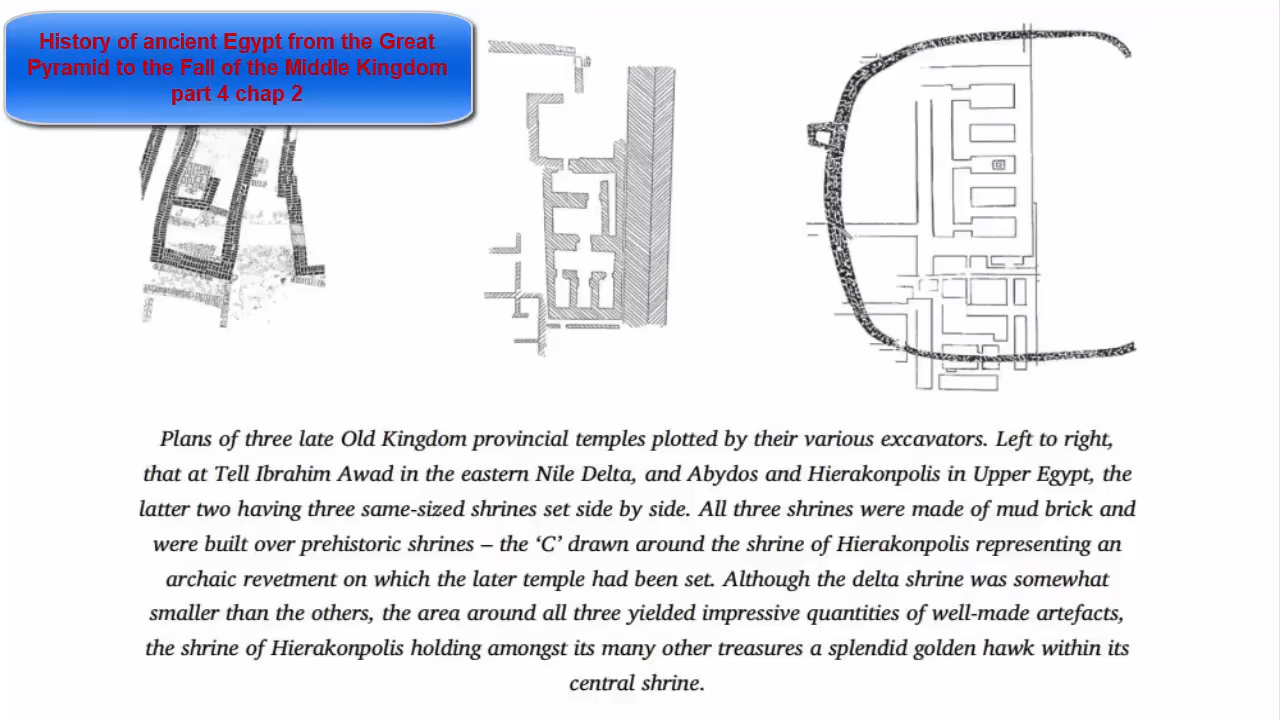 History of ancient Egypt from the Great
Pyramid to the Fall of the Middle Kingdom
part 4 chap 2
Plans of three late Old Kingdom provincial temples plotted by their various excavators. Left to right,
that at Tell Ibrahim Awad in the eastern Nile Delta, and Abydos and Hierakonpolis in Upper Egypt, the
latter two having three same-sized shrines set side by side. All three shrines were made of mud brick and
were built over prehistoric shrines – the ‘C’ drawn around the shrine of Hierakonpolis representing an
archaic revetment on which the later temple had been set. Although the delta shrine was somewhat
smaller than the others, the area around all three yielded impressive quantities of well-made artefacts,
the shrine of Hierakonpolis holding amongst its many other treasures a splendid golden hawk within its
central shrine.